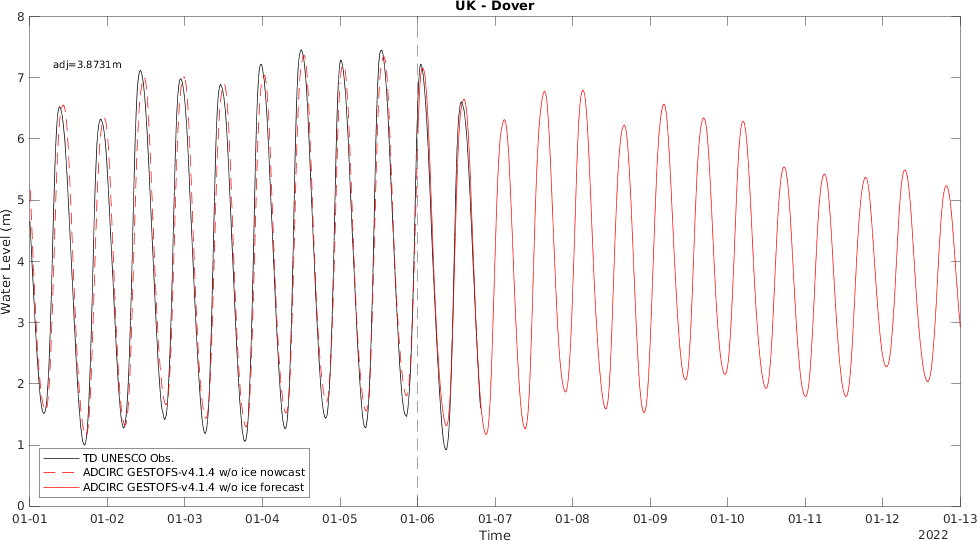 UK - Dover
8
adj=3.8731m
7
6
5
4
3
2
1
0
Water Level (m)
TD UNESCO Obs.
ADCIRC GESTOFS-v4.1.4 w/o ice nowcast
ADCIRC GESTOFS-v4.1.4 w/o ice forecast
01-01 01-02 01-03 01-04 01-05 01-06 01-07 01-08 01-09 01-10 01-11 01-12 01-13
Time
2022